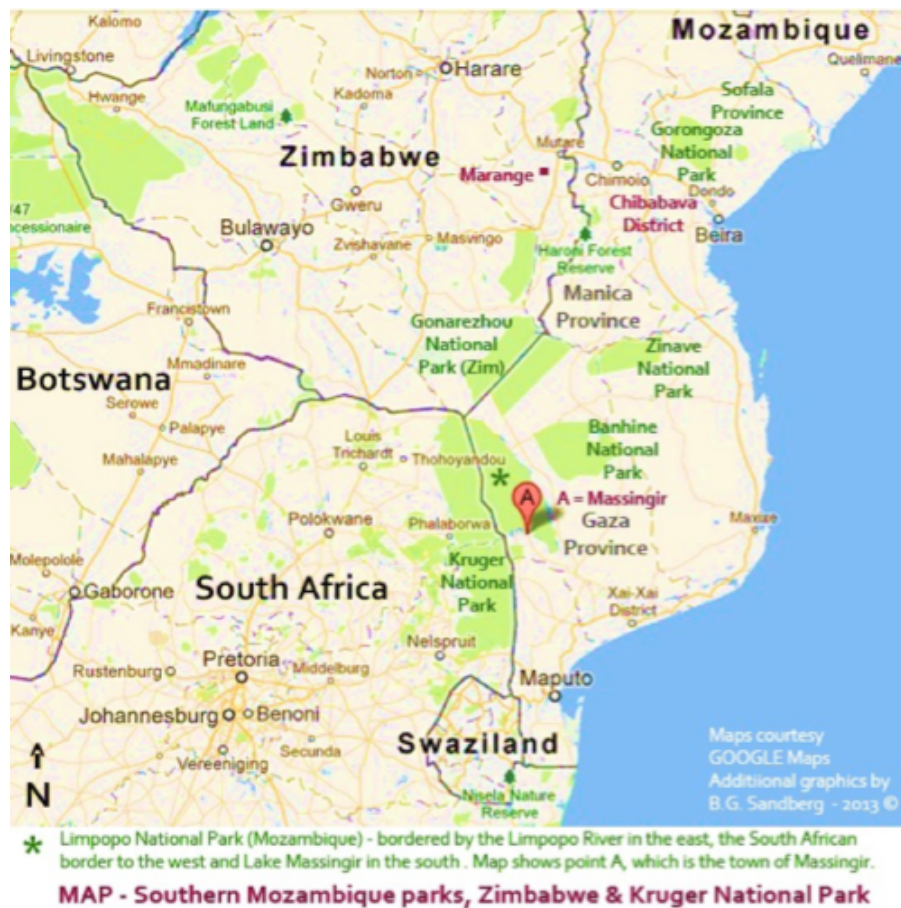 Mozambique
Kalomo
Livingstone
Quelimane
Norton
Harare
Hwange
Kadoma
Sofala
Province
Mafungabusi
Forest Land
Gorongoza
National
Park
Zimbabwe
Mutare
Marange
Chimoio
Gweru
Dondo
Chibabava
District
/47
ncessionaire
Bulawayo
Zvishavane
Masvingo
Beira
Haroni Forest
Reserve
Manica
Province
Francistown
Gonarezhou
National
Park (Zim)
Zinave
National
Park
Mmadinare
Botswana
Serowe
Palapye
Banhine
National
Park
Louis
Trichardt
Thohoyandou
Mahalapye
*
A
A = Massingir
Gaza
Province
Polokwane
Phalaborwa
Maxixe
Molepolole
Kruger
National
Park
South Africa
Gaborone
Xai-Xai
District
Kanye
Nelspruit
Rustenburg
Pretoria
Middelburg
Maputo
Johannesburg
Benoni
Swaziland
Secunda
Vereeniging
N
Nisela Nature
Reserve
Maps courtesy
GOOGLE Maps
Additiional graphics by
B.G. Sandberg - 2013 ©
* Limpopo National Park (Mozambique) - bordered by the Limpopo River in the east, the South African
border to the west and Lake Massingir in the south . Map shows point A, which is the town of Massingir.
MAP - Southern Mozambique parks, Zimbabwe & Kruger National Park